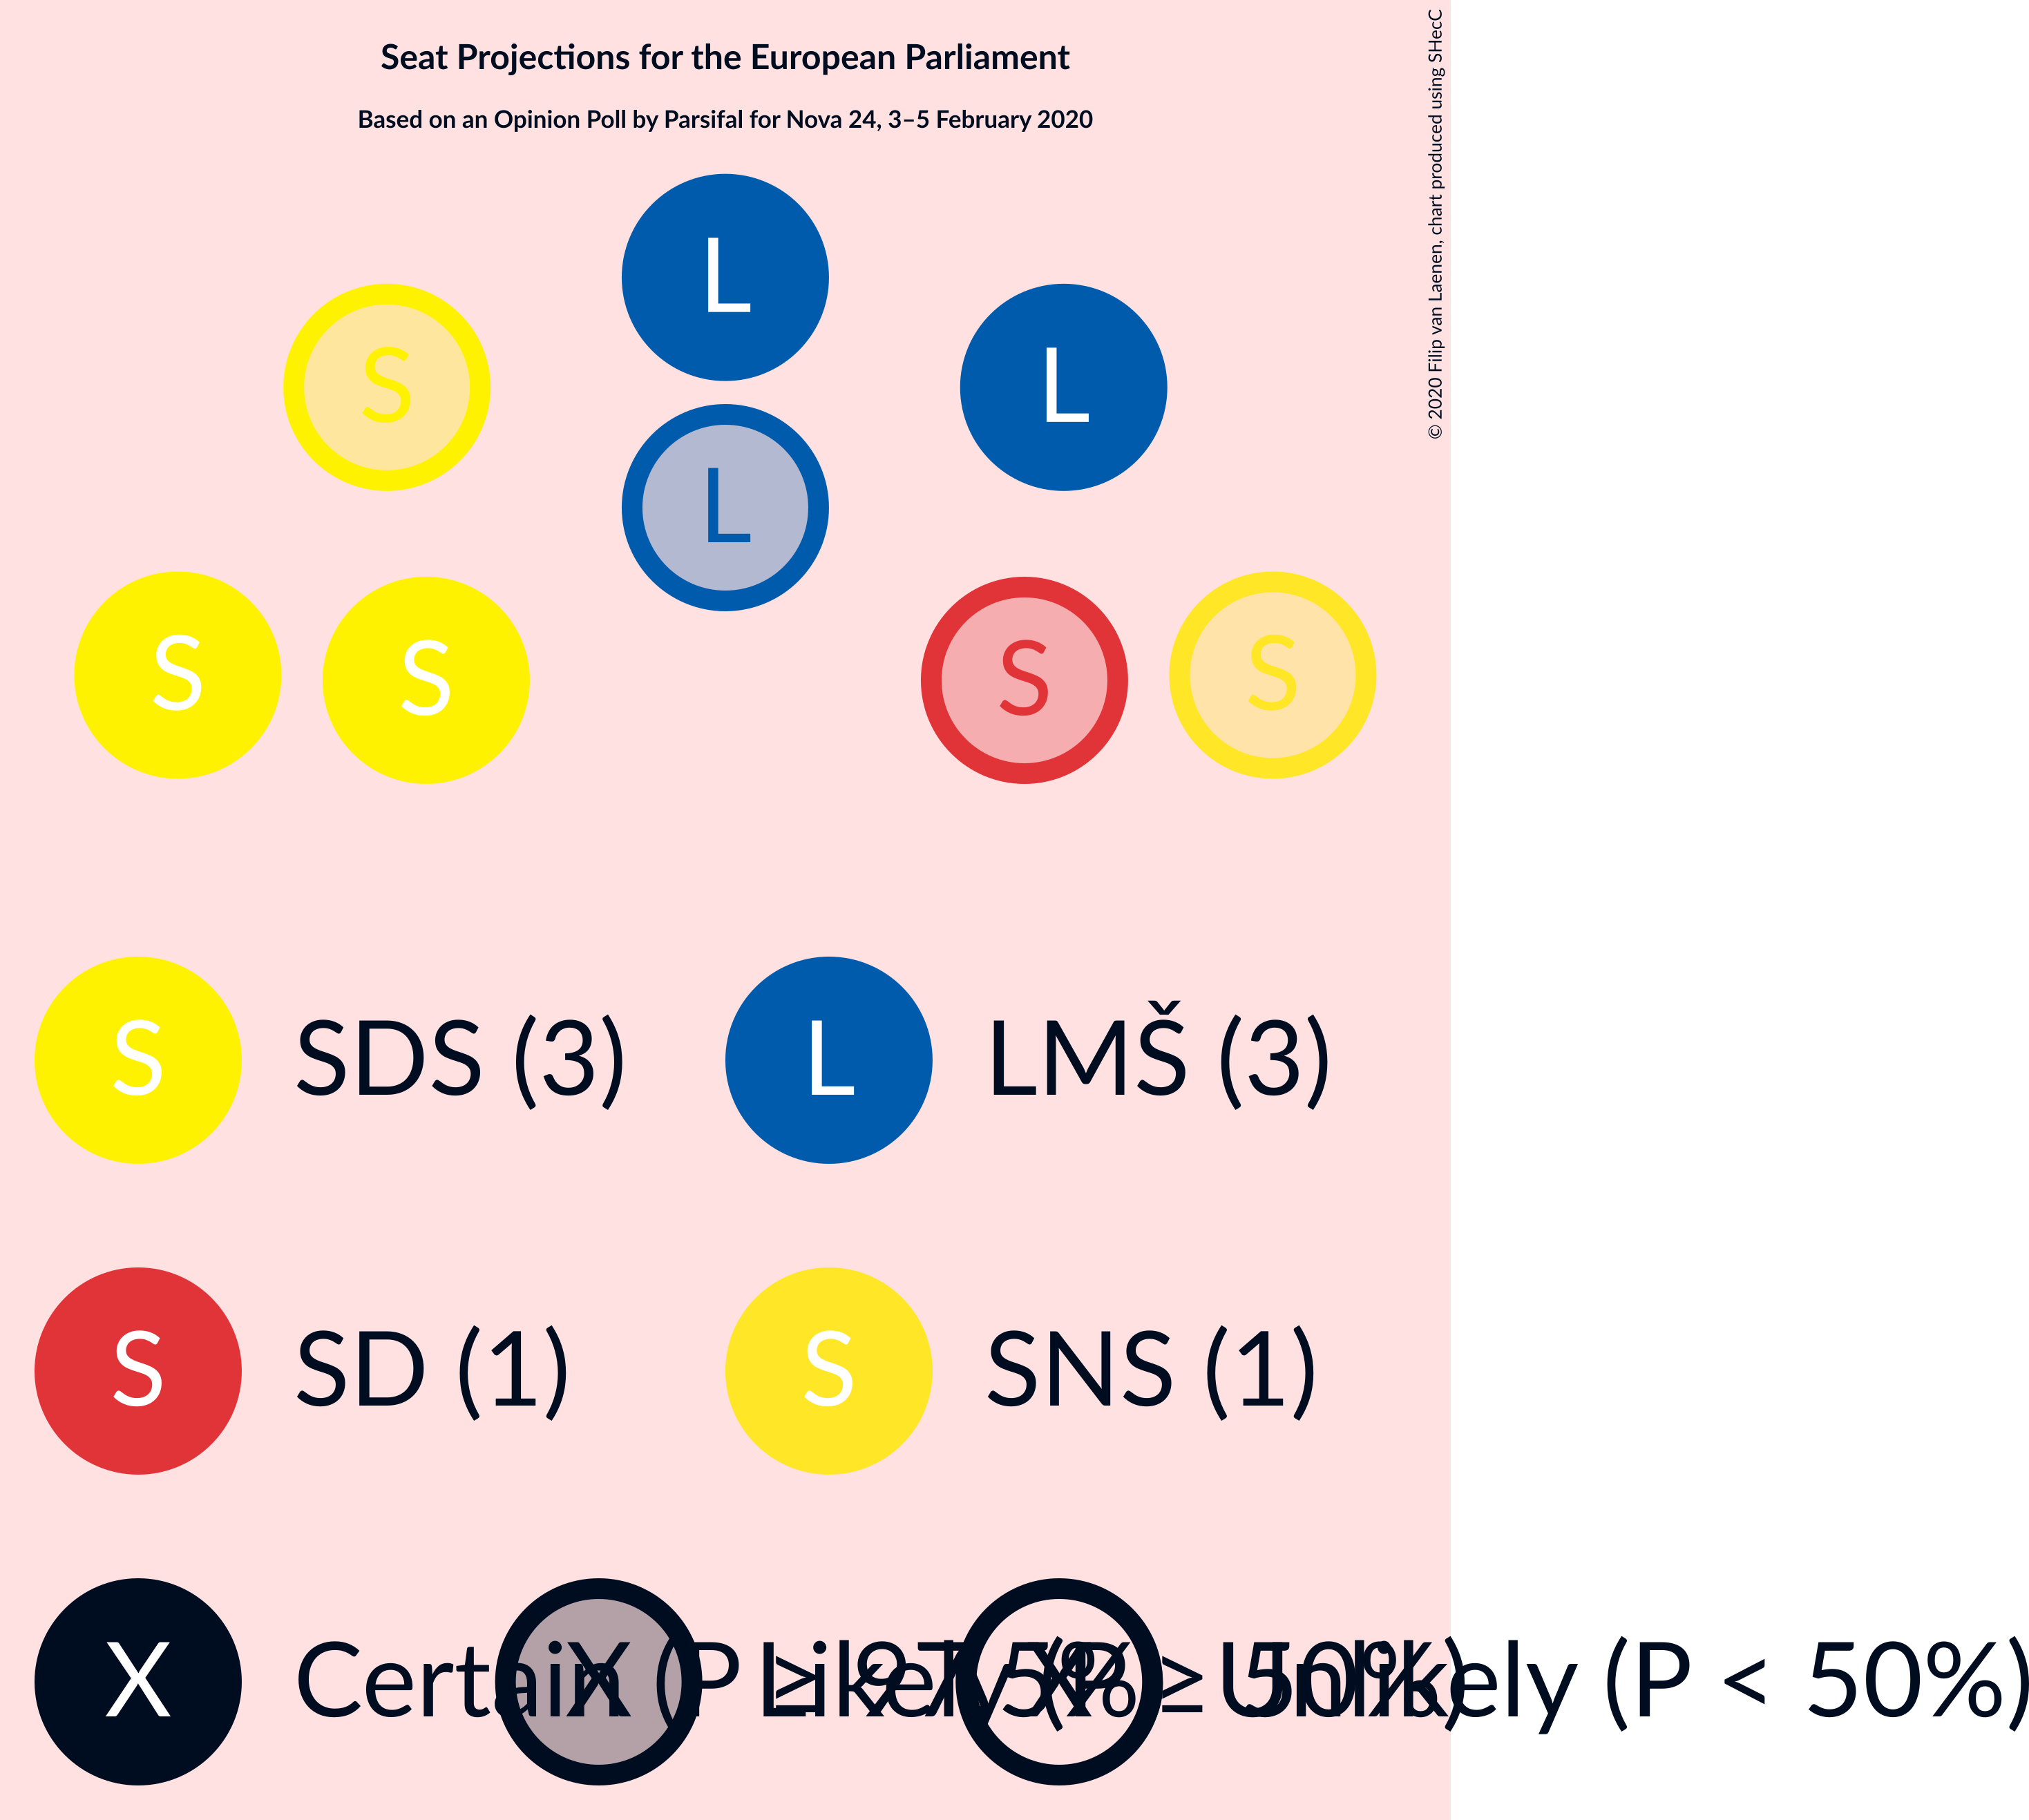 Seat Projections for the European Parliament
Based on an Opinion Poll by Parsifal for Nova 24, 3–5 February 2020
© 2020 Filip van Laenen, chart produced using SHecC
L
S
L
L
S
S
S
S
S SDS (3)
L LMŠ (3)
S SD (1)
S SNS (1)
X Certain (P ≥ 97.5%)
X Likely (P ≥ 50%)
X Unlikely (P < 50%)